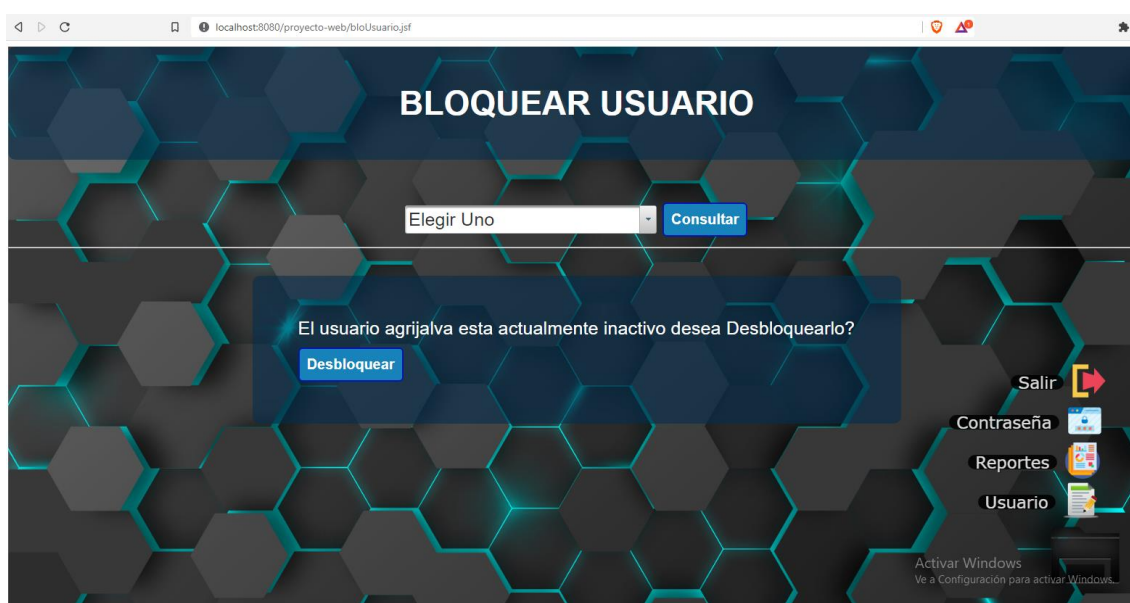 localhost:8080/proyecto-web/bloUsuario.jsf
BLOQUEAR USUARIO
Elegir Uno
Consultar
El usuario agrijalva esta actualmente inactivo desea Desbloquearlo?
Desbloquear
Salir
Contraseña
Reportes
Usuario
Activar Windows
Ve a Configuración para activar Windows.